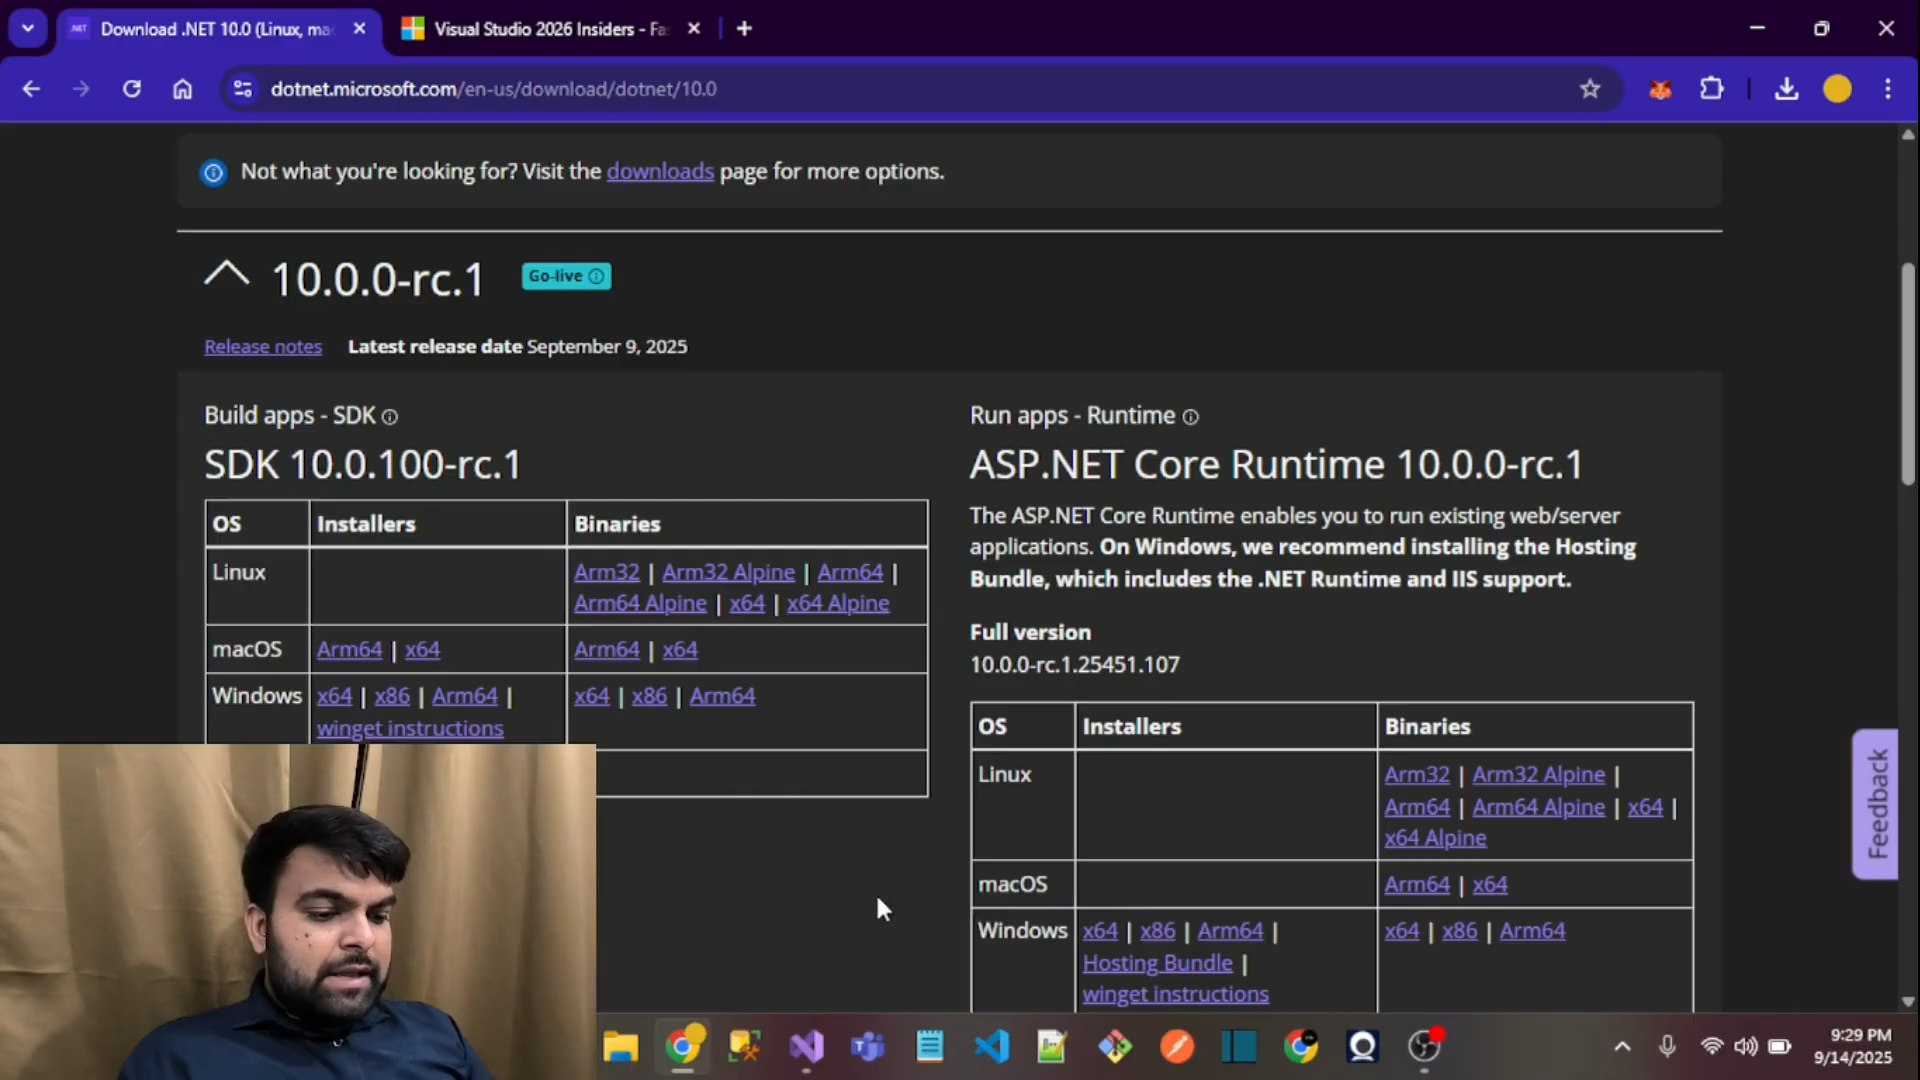 Download .NET 10.0 (Linux, ma
Visual Studio 2026 Insiders - Fa
dotnet.microsoft.com/en-us/download/dotnet/10.0
Not what you're looking for? Visit the downloads page for more options.
10.0.0-rc.1
Go-live
Release notes
Latest release date September 9, 2025
Build apps - SDK
SDK 10.0.100-rc.1
OS Installers Binaries
Linux Arm32 | Arm32 Alpine | Arm64 |
Arm64 Alpine | x64 | x64 Alpine
macOS Arm64 | x64 Arm64 | x64
Windows x64 | x86 | Arm64 | x64 | x86 | Arm64
winget instructions
Run apps - Runtime
ASP.NET Core Runtime 10.0.0-rc.1
The ASP.NET Core Runtime enables you to run existing web/server
applications. On Windows, we recommend installing the Hosting
Bundle, which includes the .NET Runtime and IIS support.
Full version
10.0.0-rc.1.25451.107
OS Installers Binaries
Linux Arm32 | Arm32 Alpine |
Arm64 | Arm64 Alpine | x64 |
x64 Alpine
macOS Arm64 | x64
Windows x64 | x86 | Arm64 | x64 | x86 | Arm64
Hosting Bundle |
winget instructions
Feedback
9:29 PM
9/14/2025